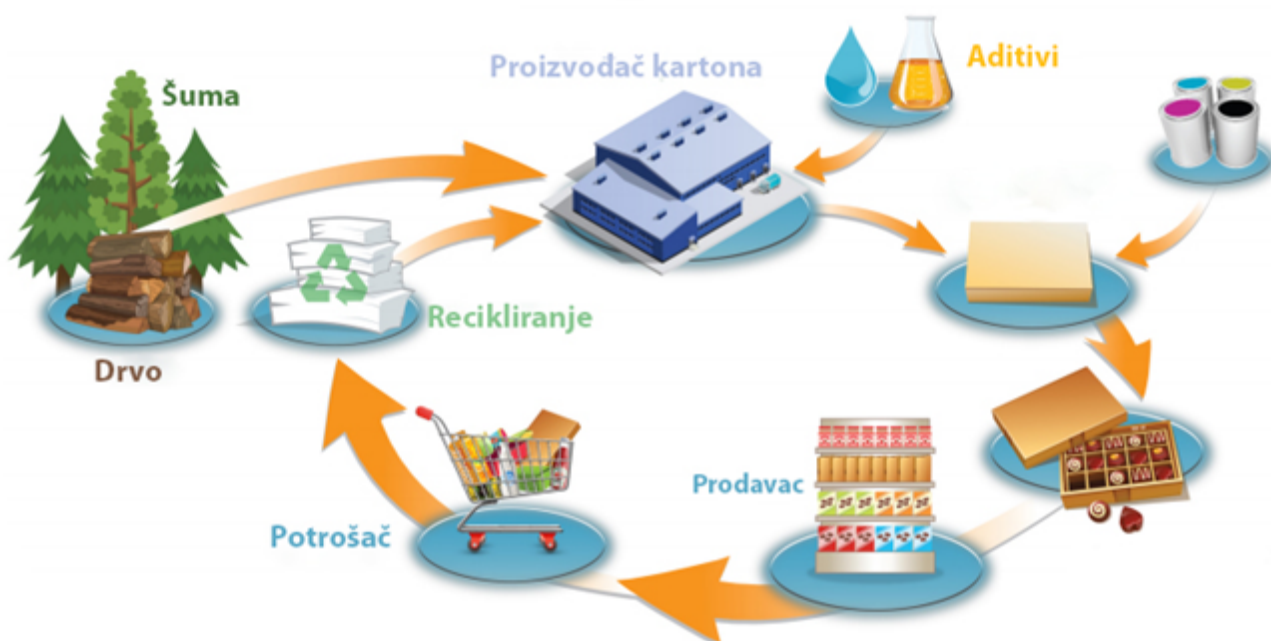 Šuma
Proizvođač kartona
Aditivi
Recikliranje
Drvo
Prodavac
Potrošač